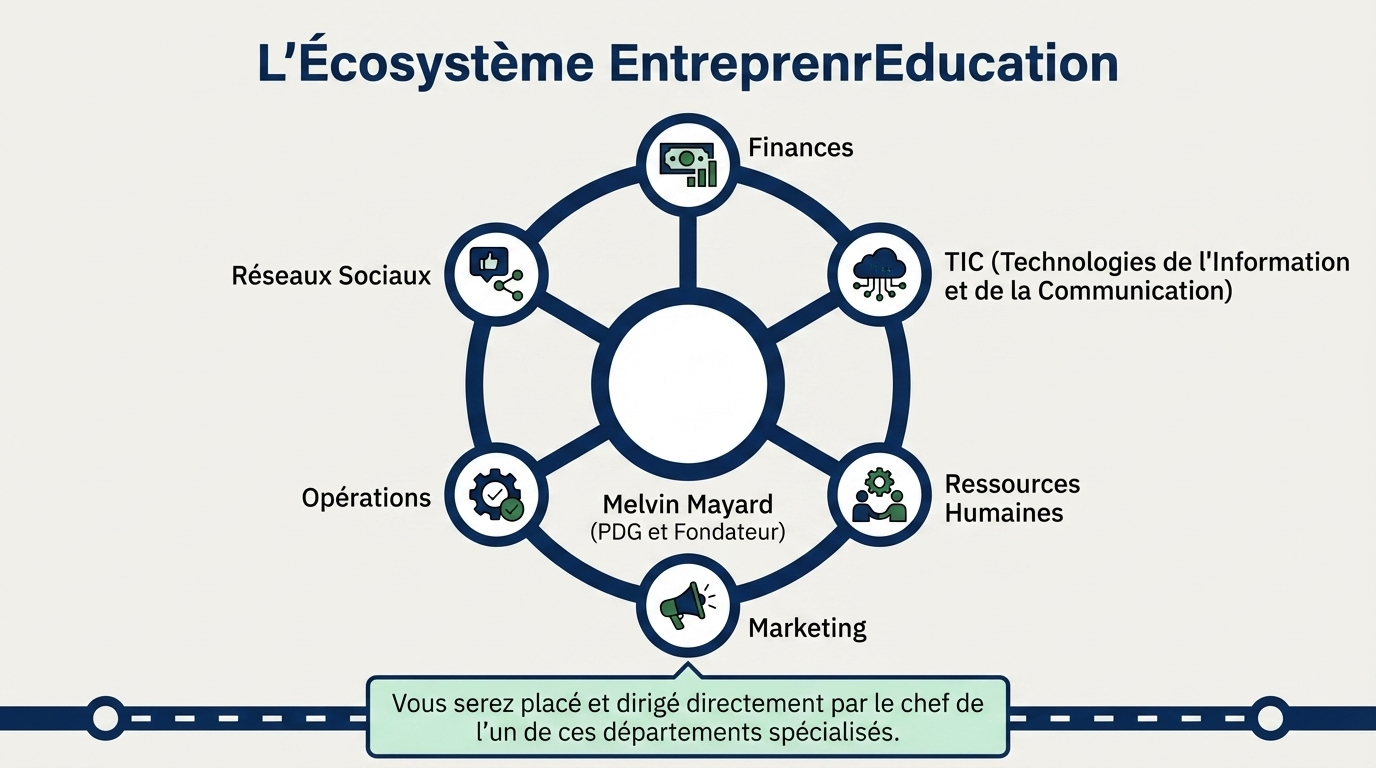 L’Écosystème EntreprenrEducation
Finances
Réseaux Sociaux
TIC (Technologies de l'Information
et de la Communication)
Opérations
Melvin Mayard
(PDG et Fondateur)
Ressources
Humaines
Marketing
Vous serez placé et dirigé directement par le chef de
l’un de ces départements spécialisés.